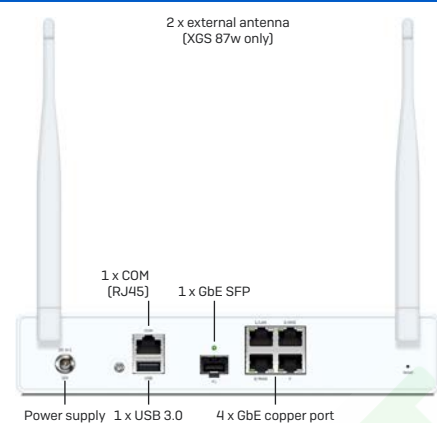 2 x external antenna
(XGS 87w only)
1 x COM
(RJ45)
1 x GbE SFP
COM
Power supply
1 x USB 3.0
4 x GbE copper port